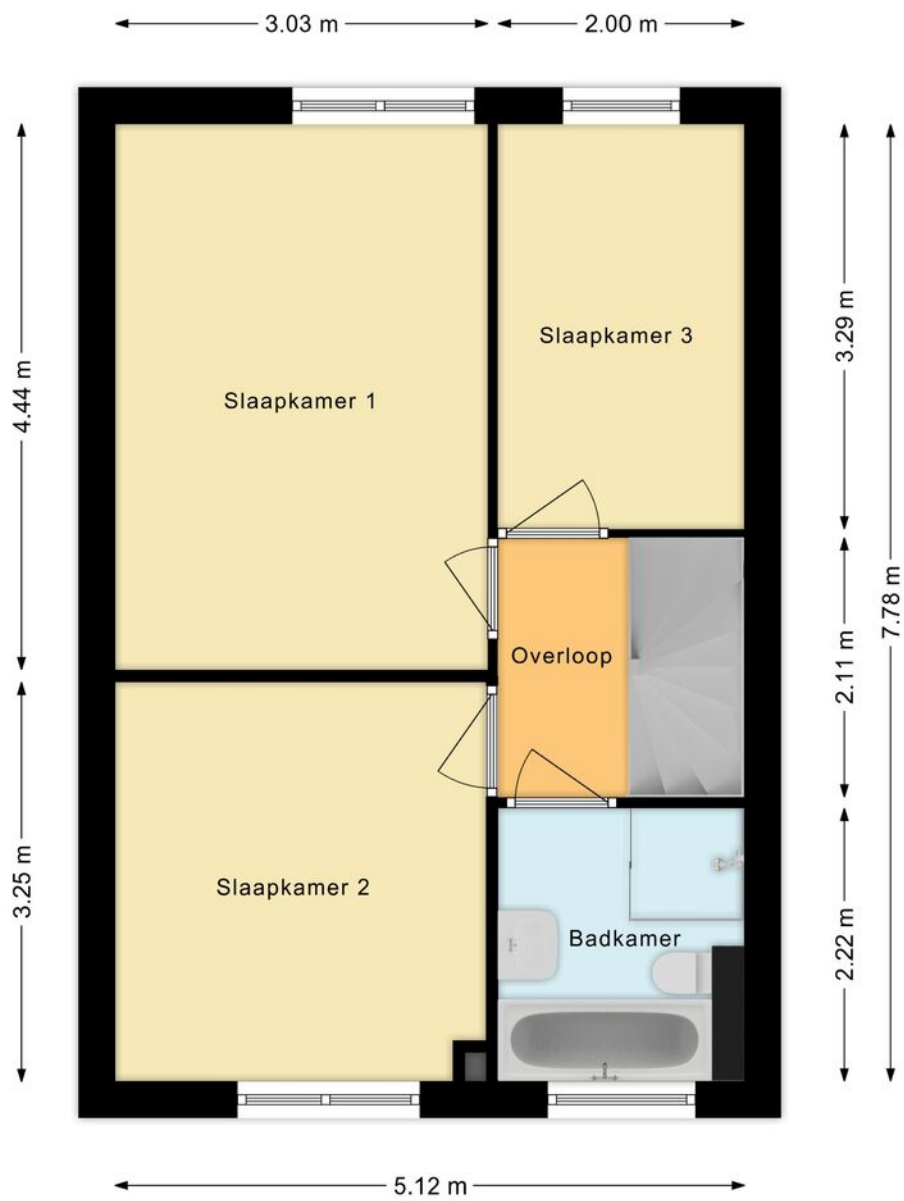 3.03 m
2.00 m
4.44 m
3.29 m
7.78 m
Slaapkamer 3
Slaapkamer 1
Overloop
2.11 m
3.25 m
Slaapkamer 2
Badkamer
2.22 m
5.12 m